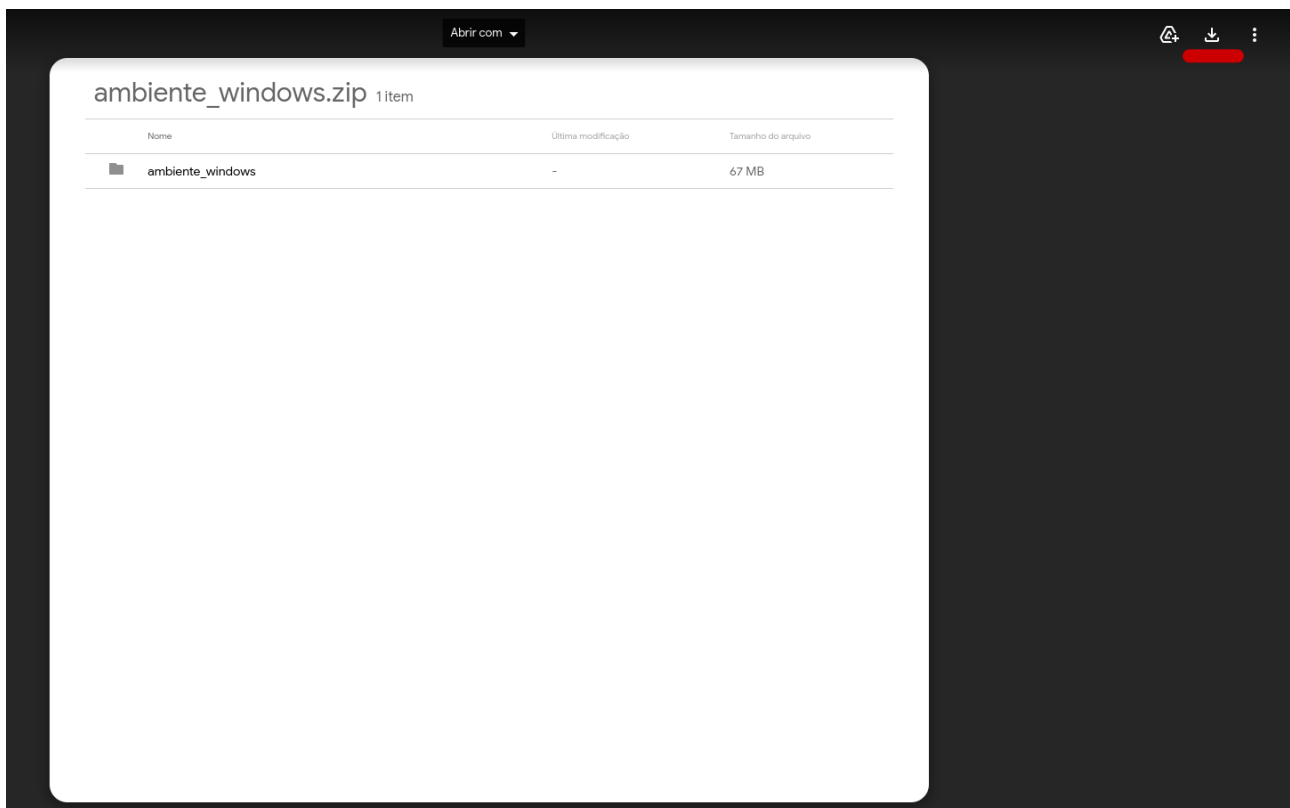 Abrir com
ambiente_windows.zip 1 item
Nome Última modificação Tamanho do arquivo
ambiente_windows - 67 MB